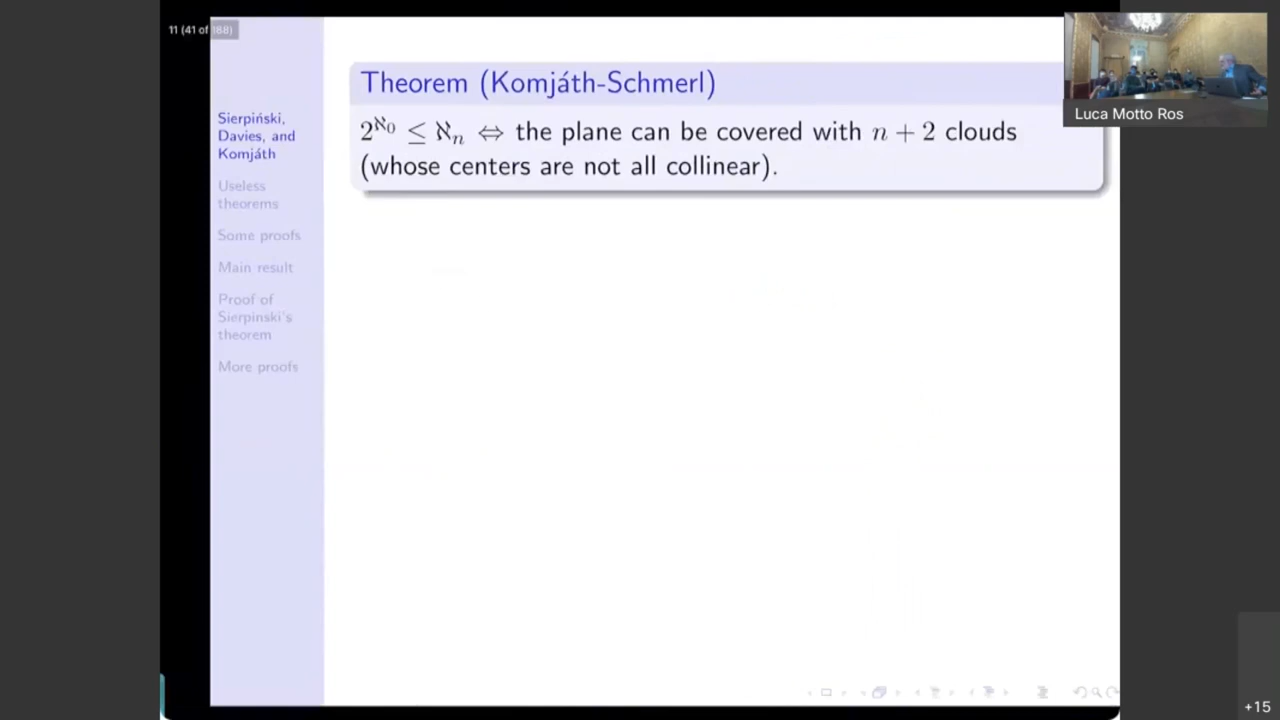 11 (41 of 188)
Sierpiński,
Davies, and
Komjáth
Useless
theorems
Some proofs
Main result
Proof of
Sierpinski's
theorem
More proofs
Theorem (Komjáth-Schmerl)
2^ℵ₀ ≤ ℵₙ ⇔ the plane can be covered with n + 2 clouds
(whose centers are not all collinear).
Luca Motto Ros
+15